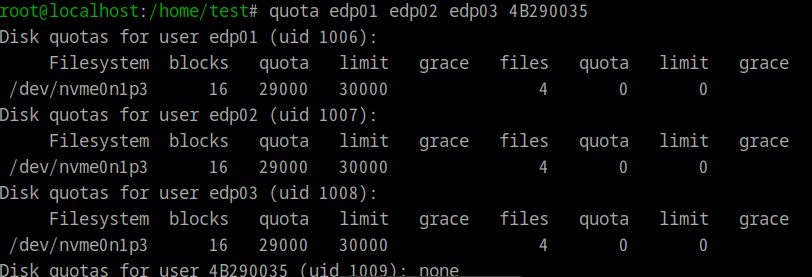 root@localhost:/home/test# quota edp01 edp02 edp03 4B290035
Disk quotas for user edp01 (uid 1006):
     Filesystem  blocks   quota   limit   grace   files   quota   limit   grace
 /dev/nvme0n1p3      16   29000   30000               4       0       0
Disk quotas for user edp02 (uid 1007):
     Filesystem  blocks   quota   limit   grace   files   quota   limit   grace
 /dev/nvme0n1p3      16   29000   30000               4       0       0
Disk quotas for user edp03 (uid 1008):
     Filesystem  blocks   quota   limit   grace   files   quota   limit   grace
 /dev/nvme0n1p3      16   29000   30000               4       0       0
Disk quotas for user 4B290035 (uid 1009): none